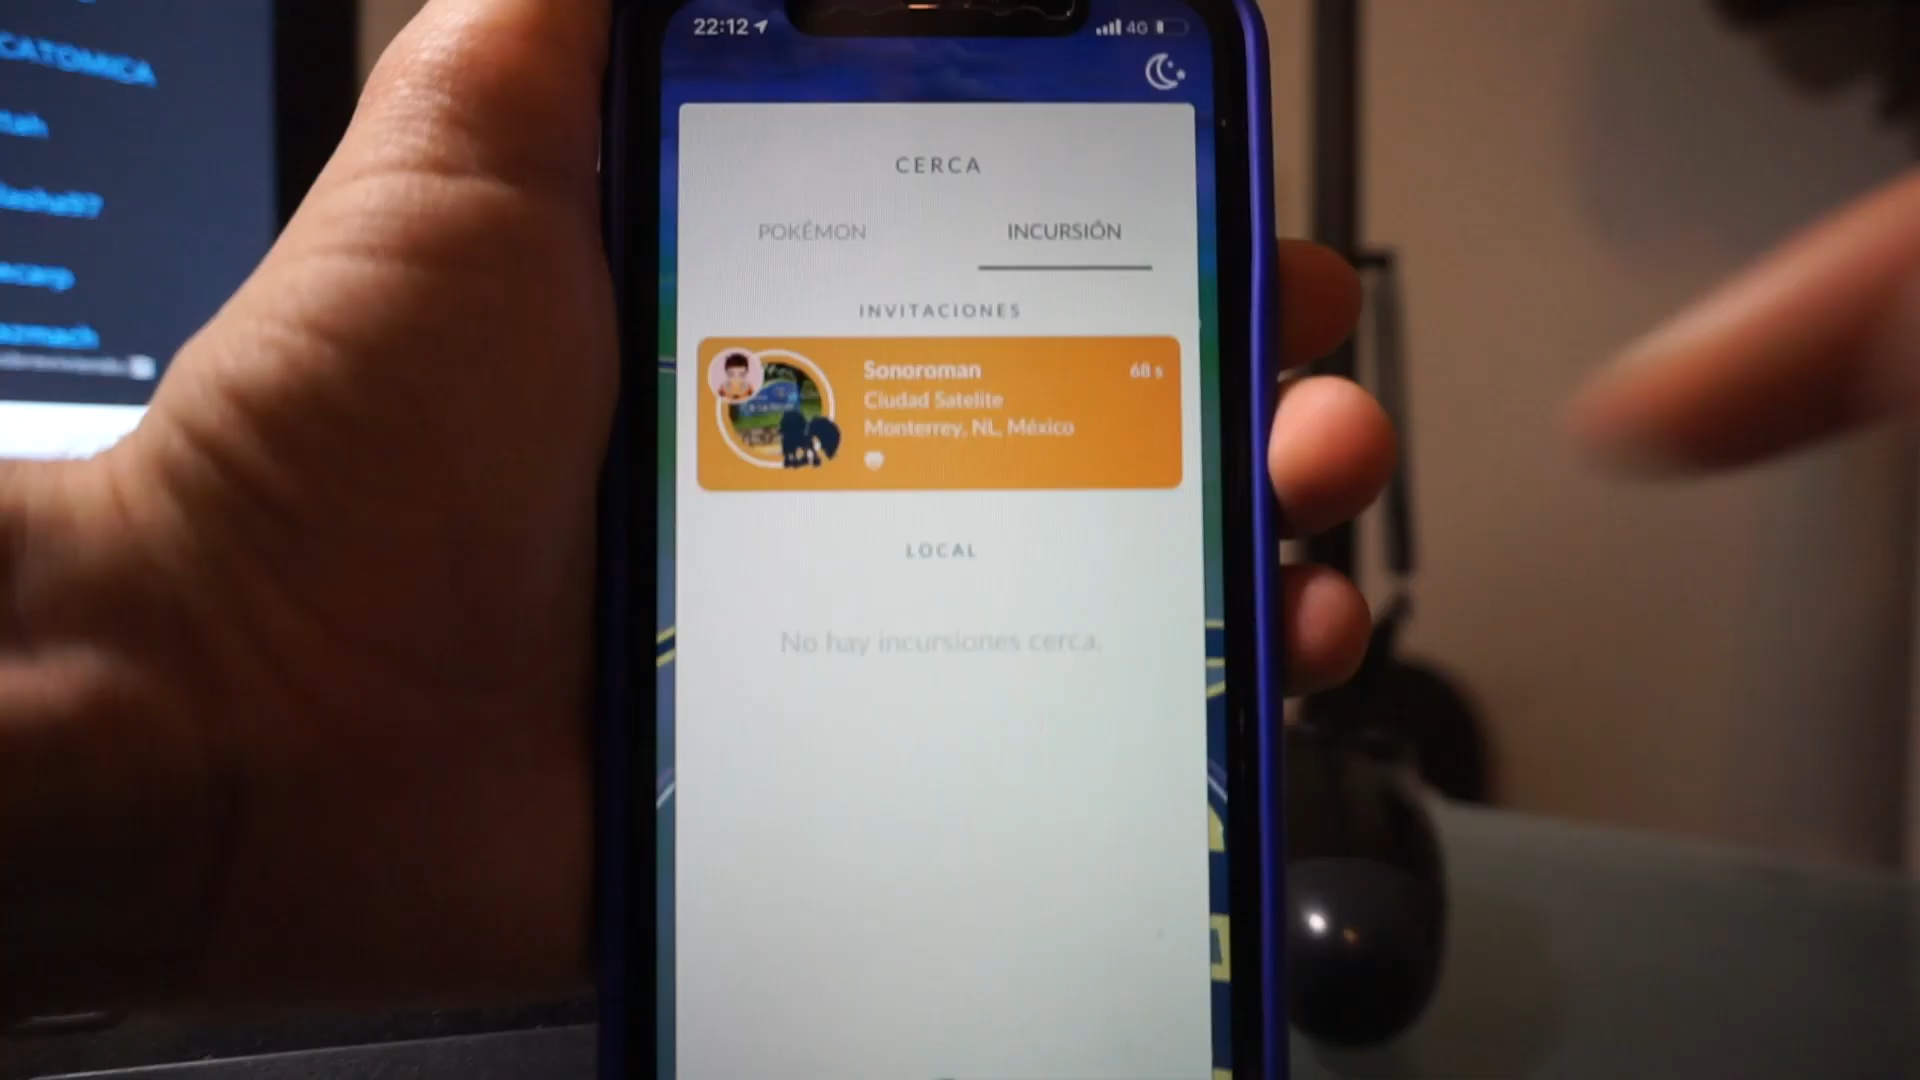 CATOMICA
22:12
4G
CERCA
POKÉMON
INCURSIÓN
INVITACIONES
Sonoroman
68 s
Ciudad Satelite
Monterrey, NL, México
LOCAL
No hay incursiones cerca.